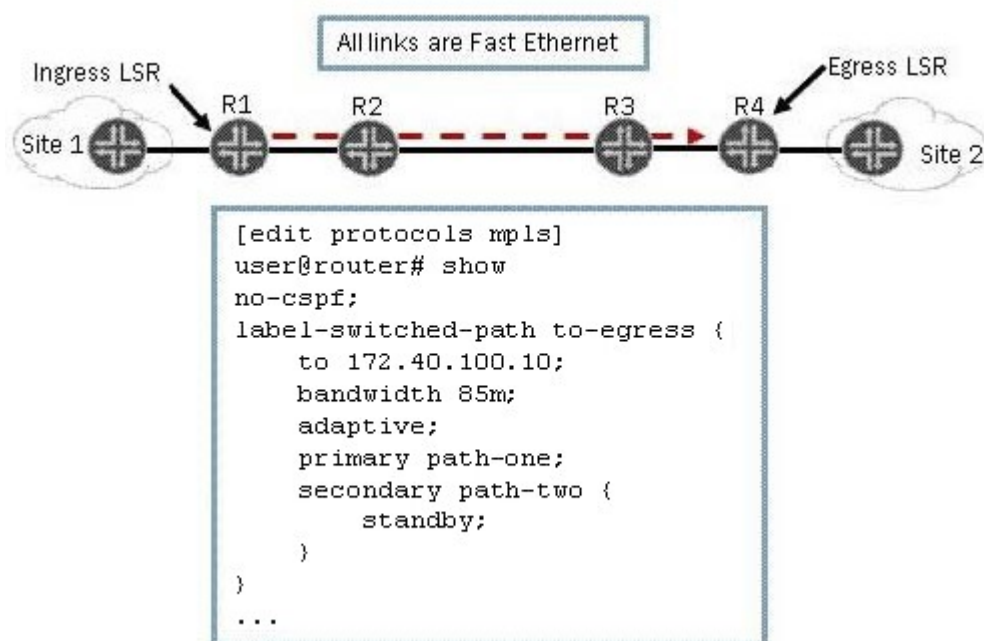 All links are Fast Ethernet
Ingress LSR
Egress LSR
R1
R2
R3
R4
Site 1
Site 2
[edit protocols mpls]
user@router# show
no-cspf;
label-switched-path to-egress {
    to 172.40.100.10;
    bandwidth 85m;
    adaptive;
    primary path-one;
    secondary path-two {
        standby;
    }
}
...